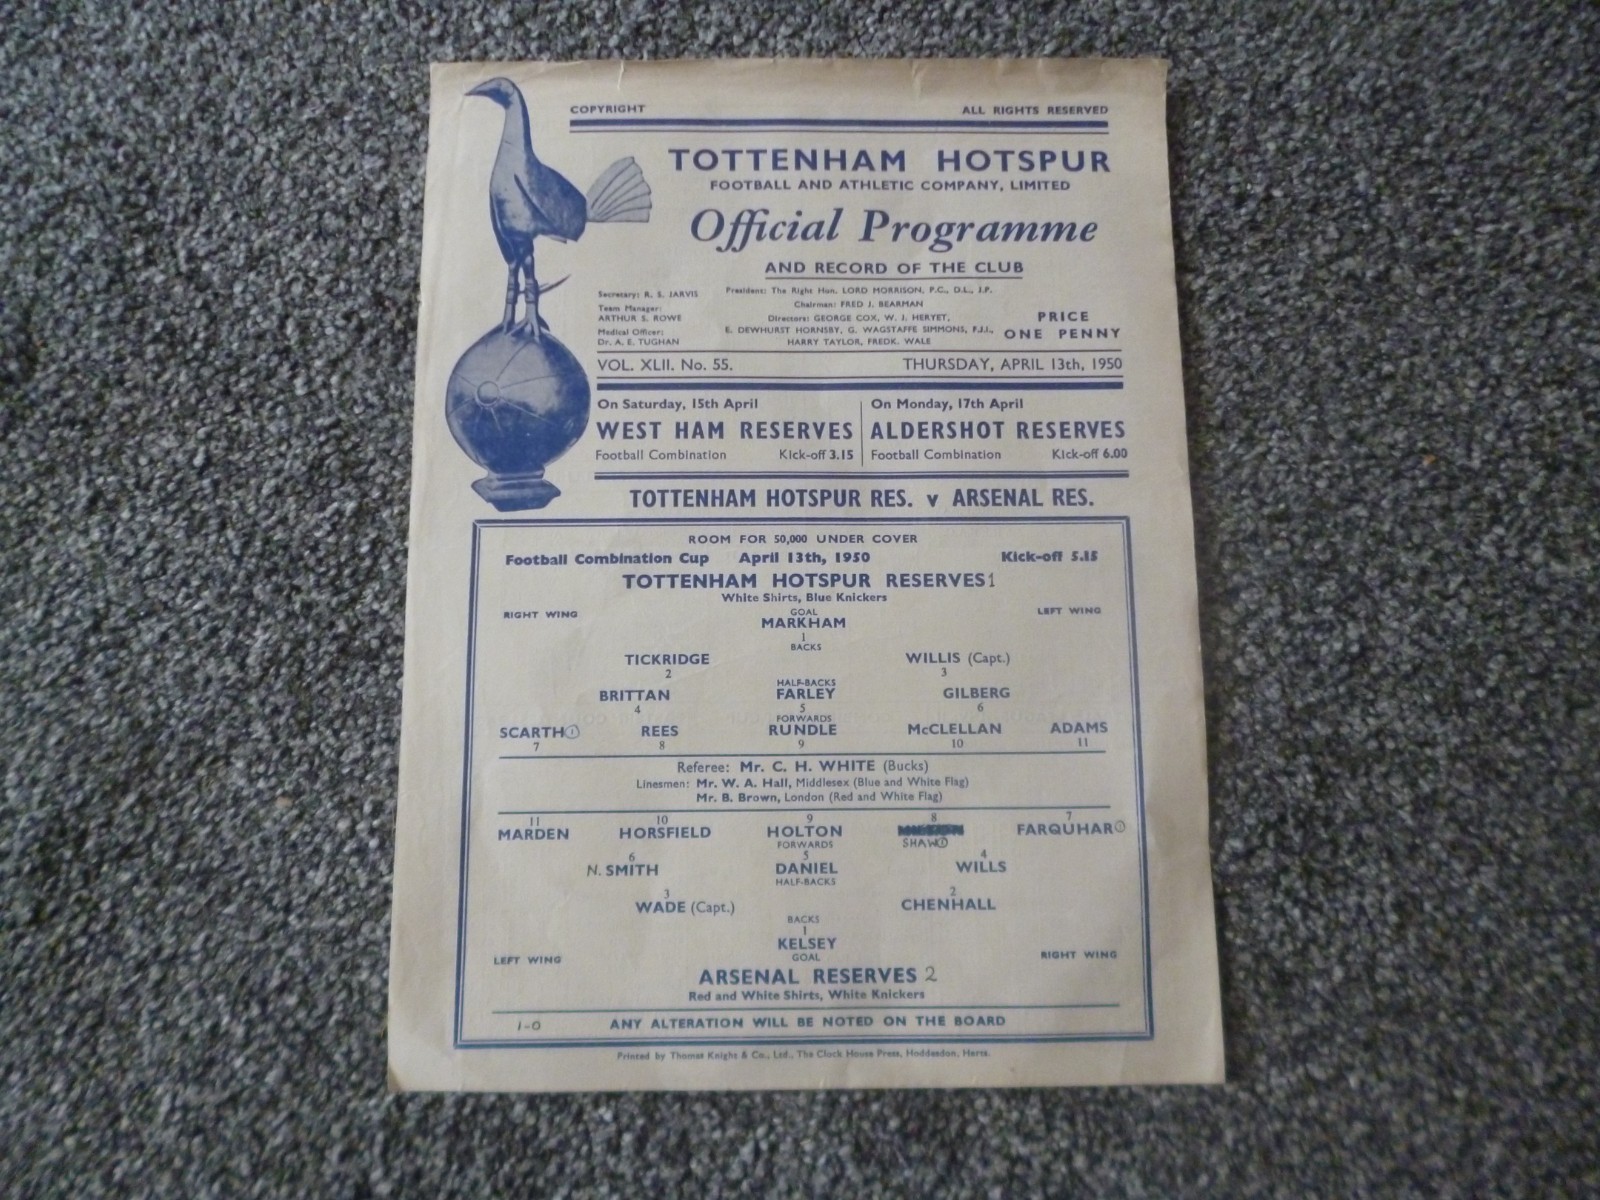 COPYRIGHT ALL RIGHTS RESERVED
TOTTENHAM HOTSPUR
FOOTBALL AND ATHLETIC COMPANY, LIMITED
Official Programme
AND RECORD OF THE CLUB
Secretary: R. S. JARVIS
Team Manager:
ARTHUR S. ROWE
Medical Officer:
Dr. A. E. TUGHAN
President: The Right Hon. LORD MORRISON, P.C., D.L., J.P.
Chairman: FRED J. BEARMAN
Directors: GEORGE COX, W. J. HERYET,
E. DEWHURST HORNSBY, G. WAGSTAFFE SIMMONS, F.J.I.,
HARRY TAYLOR, FREDK. WALE
PRICE
ONE PENNY
VOL. XLII. No. 55. THURSDAY, APRIL 13th, 1950
On Saturday, 15th April
WEST HAM RESERVES
Football Combination Kick-off 3.15
On Monday, 17th April
ALDERSHOT RESERVES
Football Combination Kick-off 6.00
TOTTENHAM HOTSPUR RES. v ARSENAL RES.
ROOM FOR 50,000 UNDER COVER
Football Combination Cup April 13th, 1950 Kick-off 5.15
TOTTENHAM HOTSPUR RESERVES 1
White Shirts, Blue Knickers
RIGHT WING GOAL LEFT WING
MARKHAM
1
BACKS
TICKRIDGE WILLIS (Capt.)
2 3
HALF-BACKS
BRITTAN FARLEY GILBERG
4 5 6
FORWARDS
SCARTH 1 REES RUNDLE McCLELLAN ADAMS
7 8 9 10 11
Referee: Mr. C. H. WHITE (Bucks)
Linesmen: Mr. W. A. Hall, Middlesex (Blue and White Flag)
Mr. B. Brown, London (Red and White Flag)
11 10 9 8 7
MARDEN HORSFIELD HOLTON FARQUHAR 1
FORWARDS SHAW 1
6 5 4
N. SMITH DANIEL WILLS
HALF-BACKS
3 2
WADE (Capt.) CHENHALL
BACKS
1
KELSEY
LEFT WING GOAL RIGHT WING
ARSENAL RESERVES 2
Red and White Shirts, White Knickers
1-0 ANY ALTERATION WILL BE NOTED ON THE BOARD
Printed by Thomas Knight & Co., Ltd., The Clock House Press, Hoddesdon, Herts.